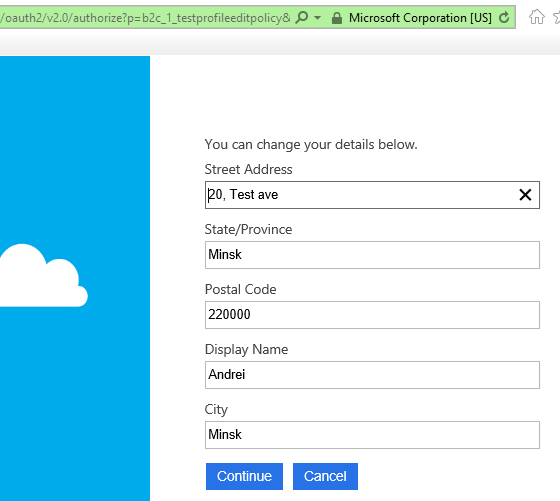 /oauth2/v2.0/authorize?p=b2c_1_testprofileeditpolicy& Microsoft Corporation [US]
You can change your details below.
Street Address
20, Test ave
State/Province
Minsk
Postal Code
220000
Display Name
Andrei
City
Minsk
Continue Cancel